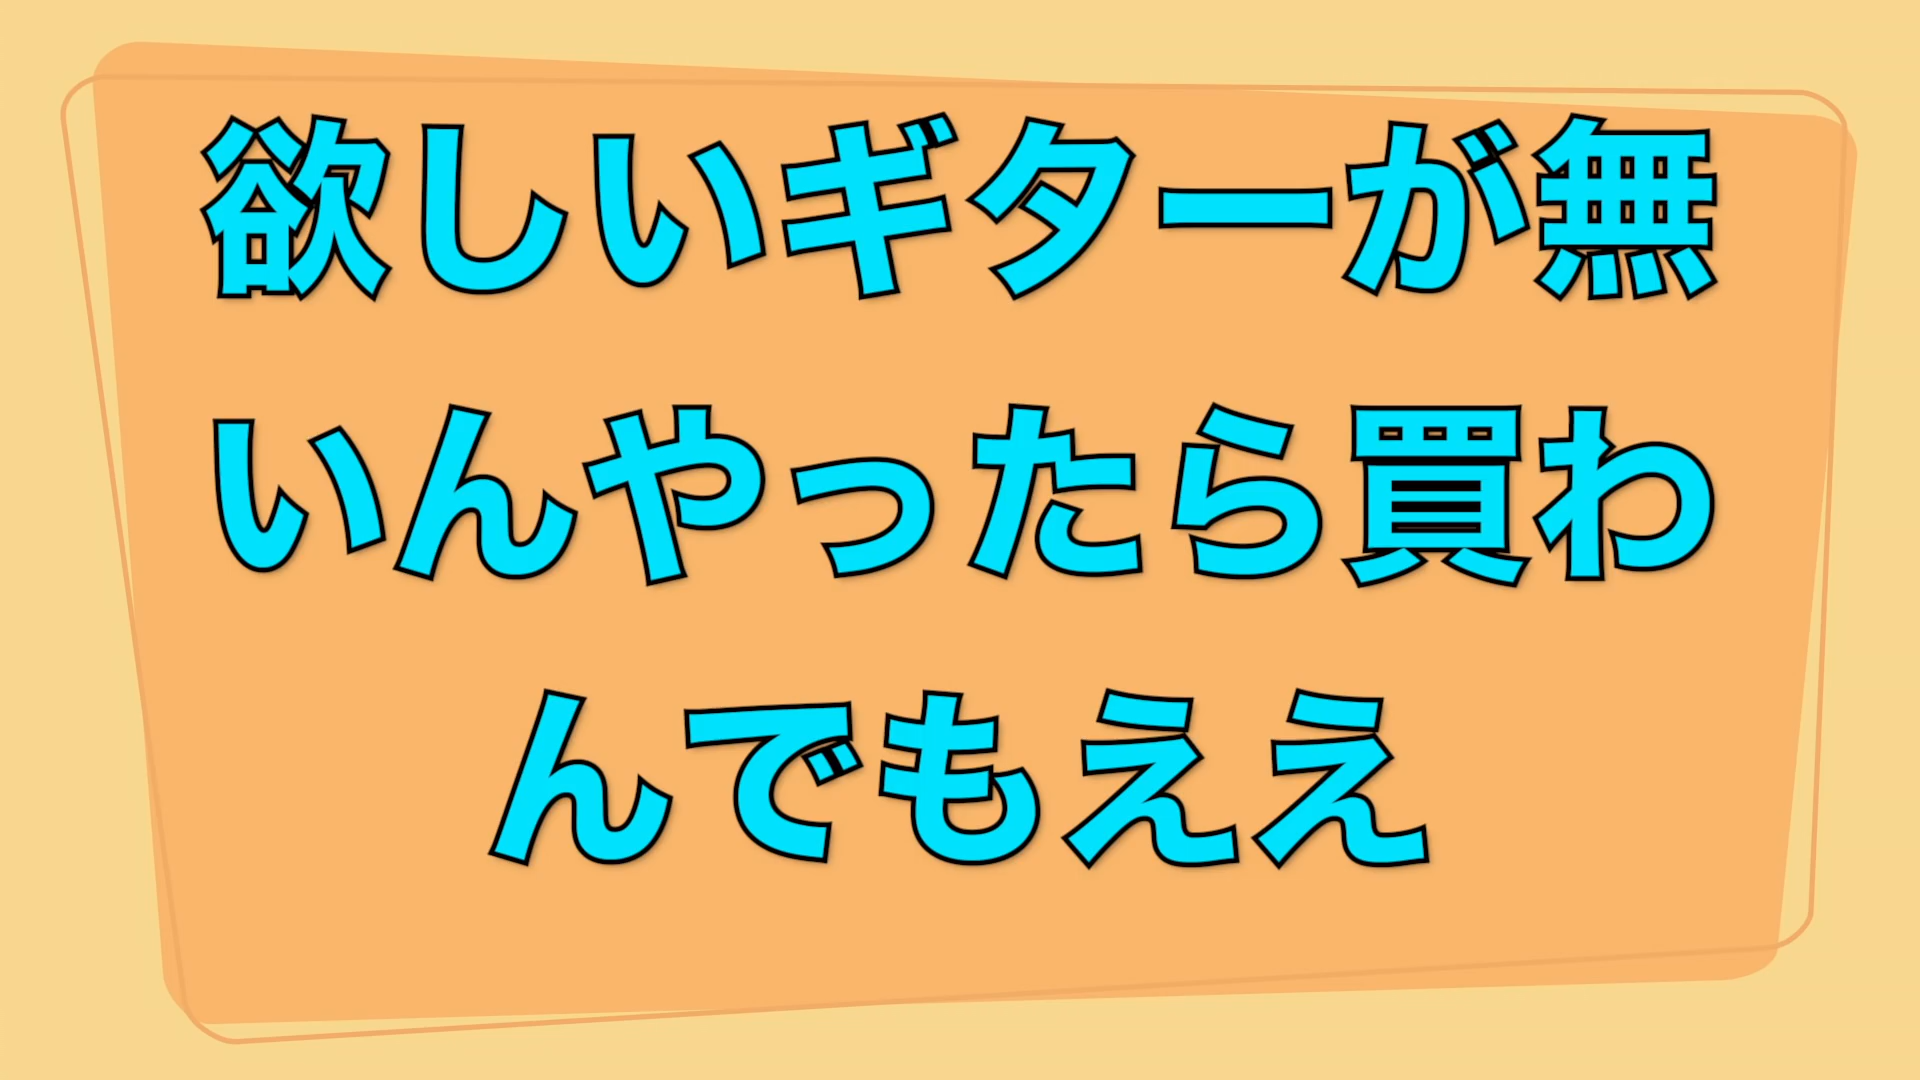 欲しいギターが無
いんやったら買わ
んでもええ